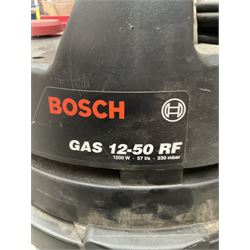 BOSCH
GAS 12-50 RF
1200 W - 57 l/s - 230 mbar